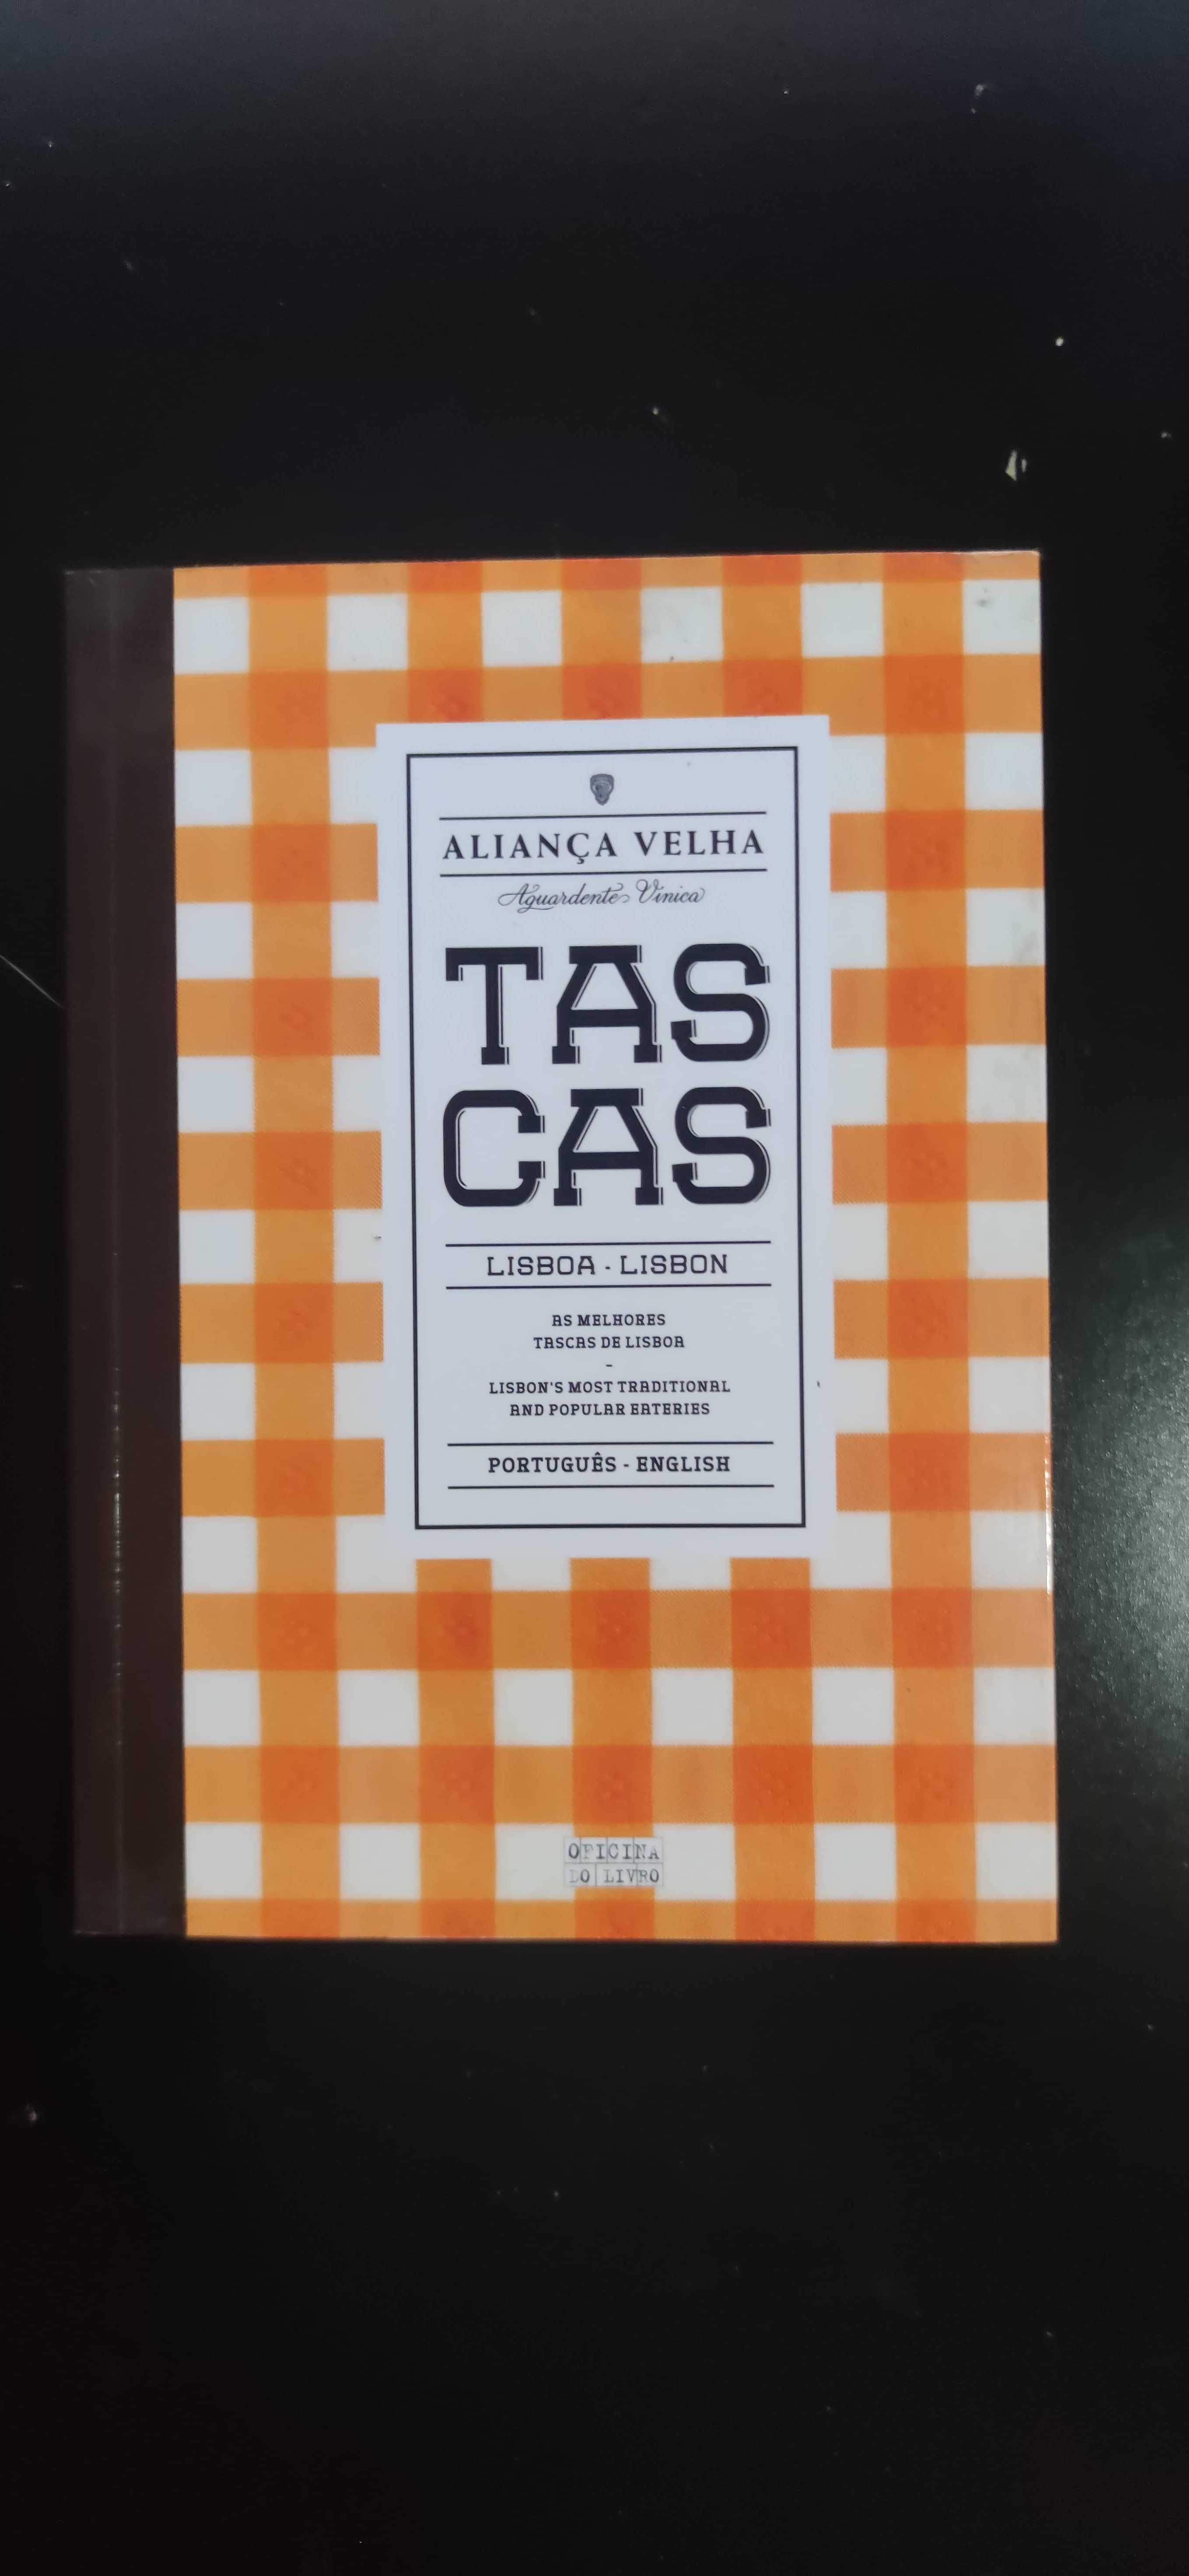 ALIANÇA VELHA
Aguardente Vínica
TAS
CAS
LISBOA - LISBON
AS MELHORES
TASCAS DE LISBOA
-
LISBON'S MOST TRADITIONAL
AND POPULAR EATERIES
PORTUGUÊS - ENGLISH
OFICINA
DO LIVRO